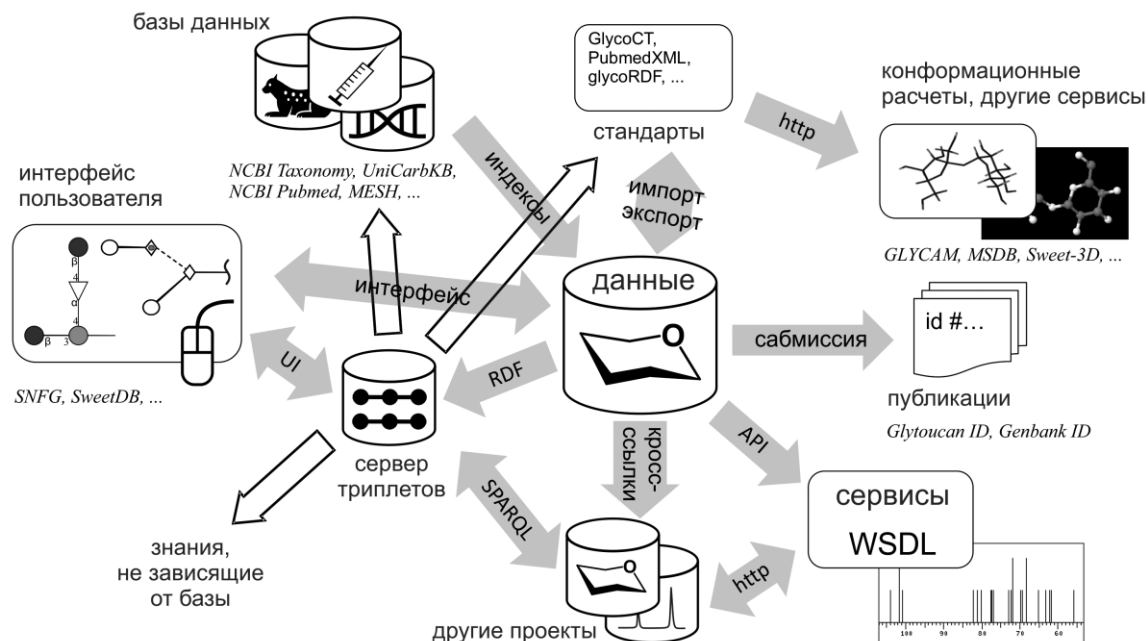 базы данных
NCBI Taxonomy, UniCarbKB,
NCBI Pubmed, MESH, ...
GlycoCT,
PubmedXML,
glycoRDF, ...
стандарты
http
конформационные
расчеты, другие сервисы
GLYCAM, MSDB, Sweet-3D, ...
интерфейс
пользователя
β
4
α
4
β
3
SNFG, SweetDB, ...
индексы
импорт
экспорт
интерфейс
данные
O
сабмиссия
id #...
публикации
Glytoucan ID, Genbank ID
UI
RDF
сервер
триплетов
кросс-
ссылки
API
SPARQL
знания,
не зависящие
от базы
O
другие проекты
http
сервисы
WSDL
100
90
80
70
60